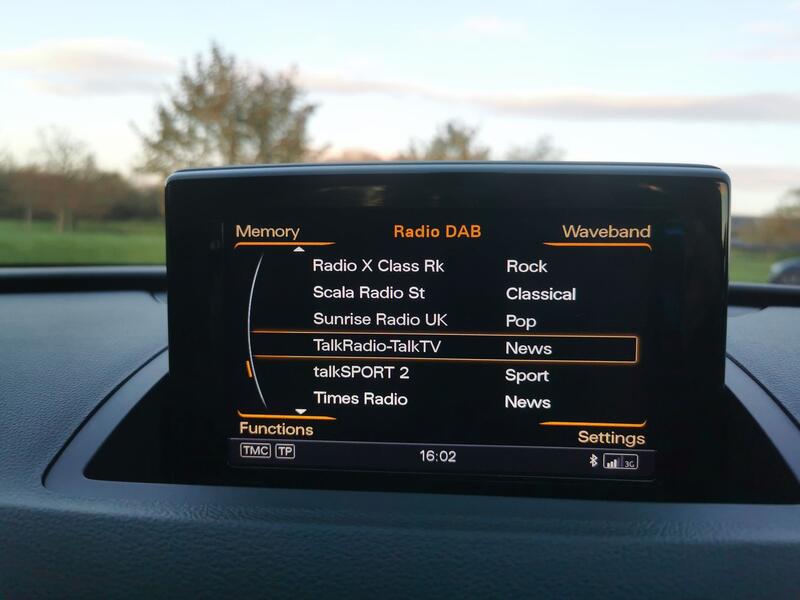 Memory Radio DAB Waveband
Radio X Class Rk Rock
Scala Radio St Classical
Sunrise Radio UK Pop
TalkRadio-TalkTV News
talkSPORT 2 Sport
Times Radio News
Functions Settings
TMC TP 16:02 3G